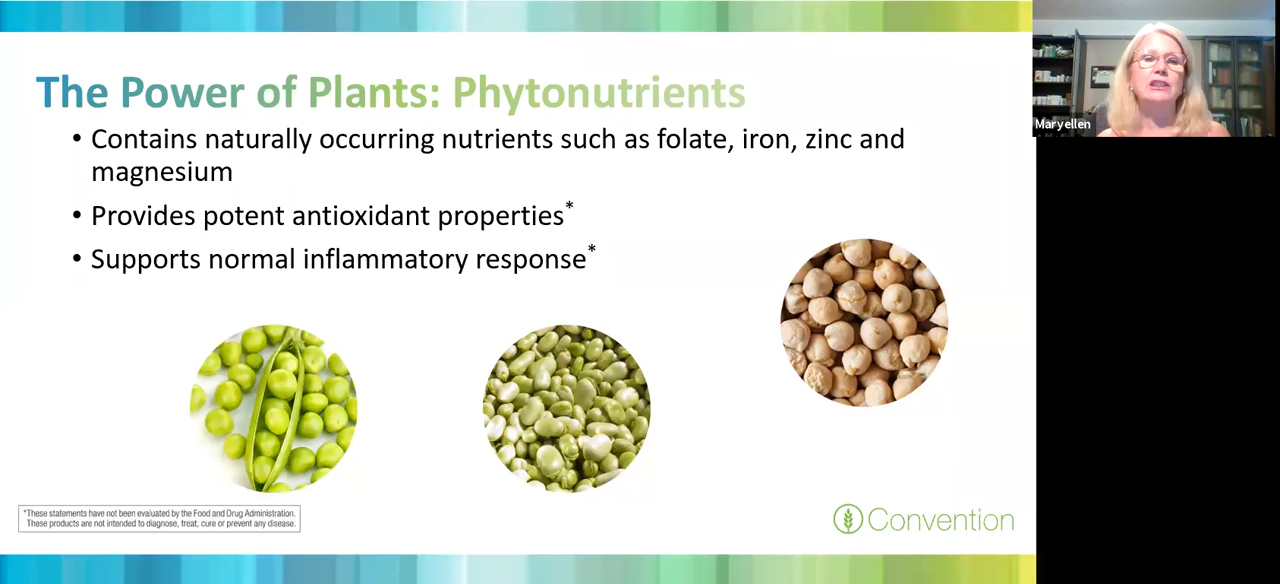 The Power of Plants: Phytonutrients
• Contains naturally occurring nutrients such as folate, iron, zinc and
magnesium
• Provides potent antioxidant properties*
• Supports normal inflammatory response*
*These statements have not been evaluated by the Food and Drug Administration.
These products are not intended to diagnose, treat, cure or prevent any disease.
Convention
Maryellen